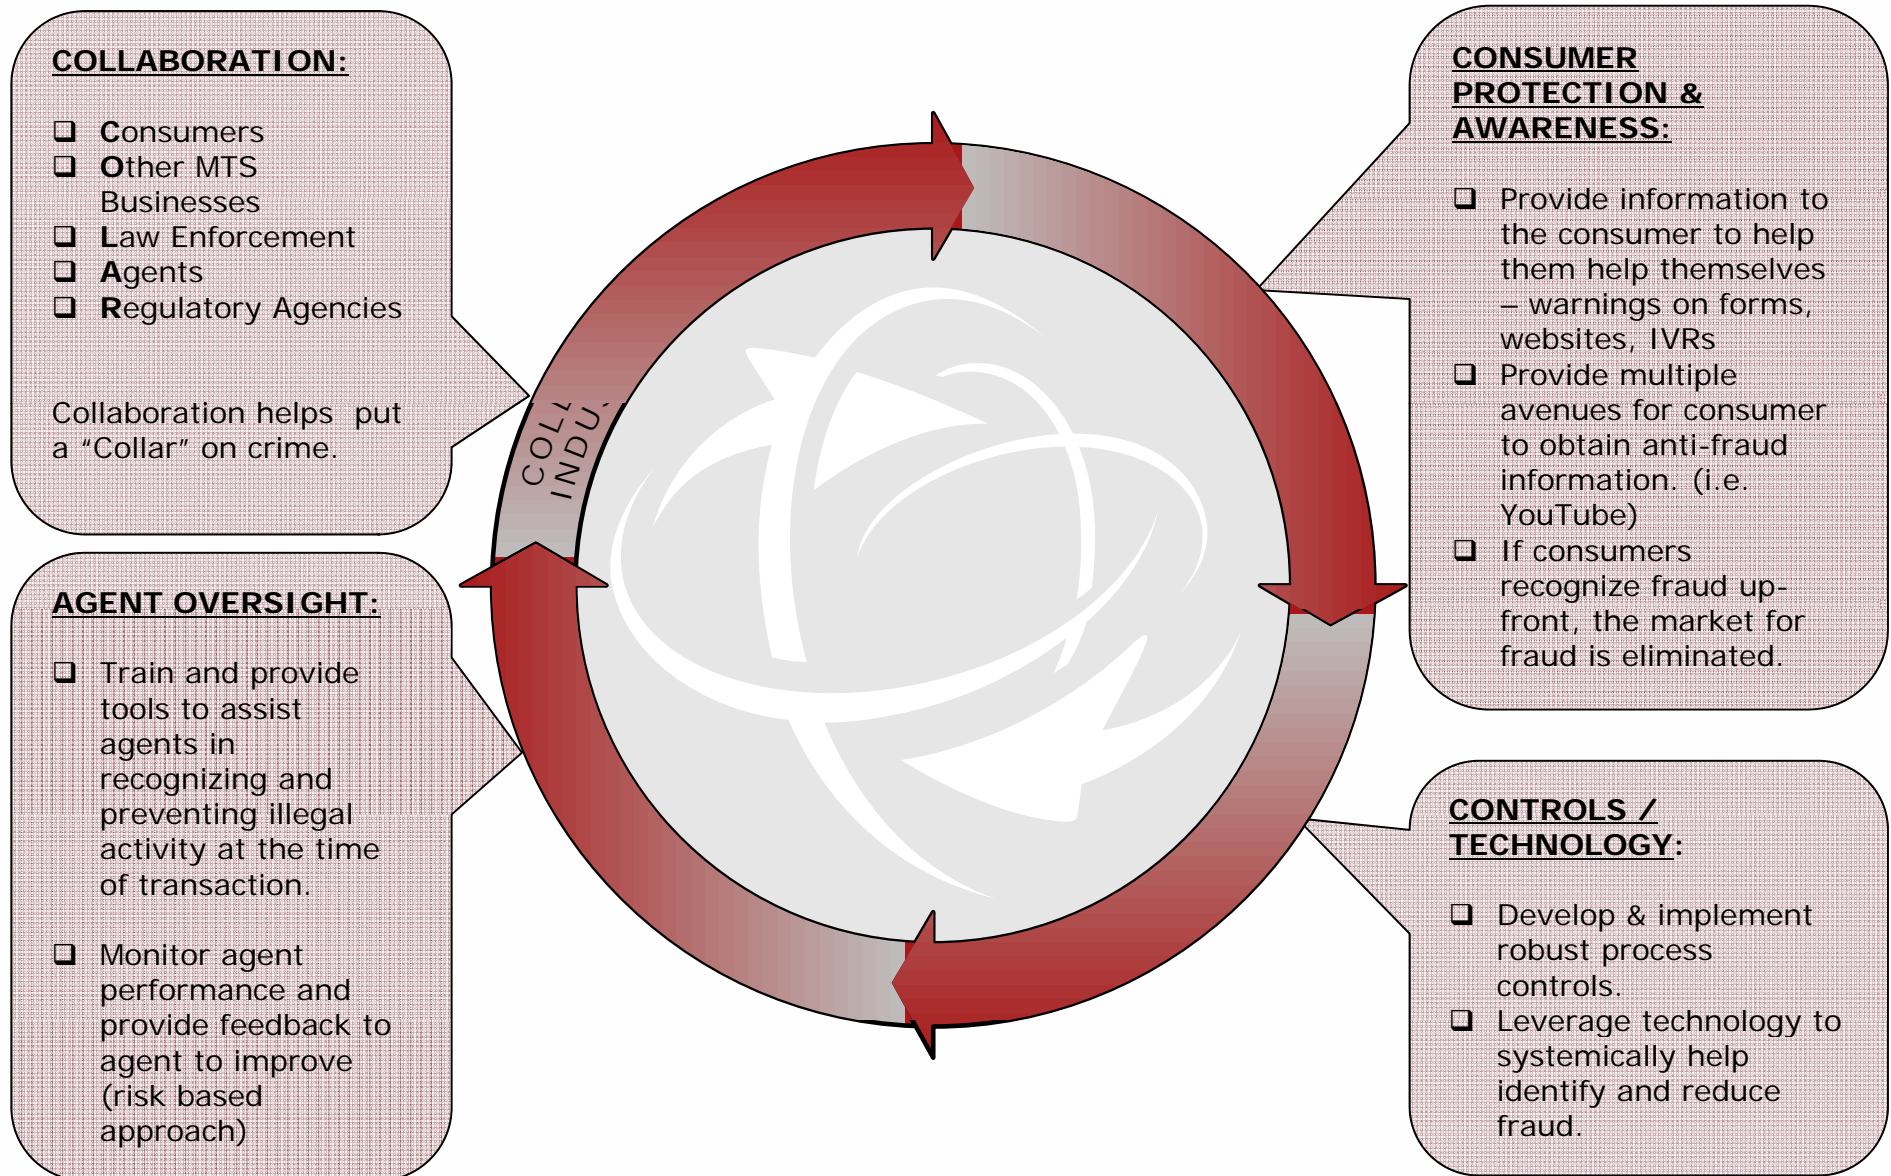 COLLABORATION:
❑ Consumers
❑ Other MTS
Businesses
❑ Law Enforcement
❑ Agents
❑ Regulatory Agencies
Collaboration helps  put
a “Collar” on crime.
AGENT OVERSIGHT:
❑ Train and provide
tools to assist
agents in
recognizing and
preventing illegal
activity at the time
of transaction.
❑ Monitor agent
performance and
provide feedback to
agent to improve
(risk based
approach)
COLL
INDU
CONSUMER
PROTECTION &
AWARENESS:
❑ Provide information to
the consumer to help
them help themselves
– warnings on forms,
websites, IVRs
❑ Provide multiple
avenues for consumer
to obtain anti-fraud
information. (i.e.
YouTube)
❑ If consumers
recognize fraud up-
front, the market for
fraud is eliminated.
CONTROLS /
TECHNOLOGY:
❑ Develop & implement
robust process
controls.
❑ Leverage technology to
systemically help
identify and reduce
fraud.